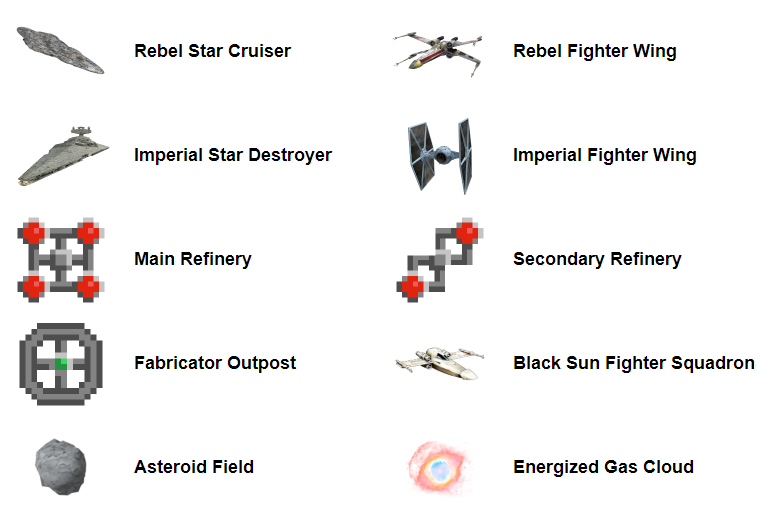 Rebel Star Cruiser
Rebel Fighter Wing
Imperial Star Destroyer
Imperial Fighter Wing
Main Refinery
Secondary Refinery
Fabricator Outpost
Black Sun Fighter Squadron
Asteroid Field
Energized Gas Cloud